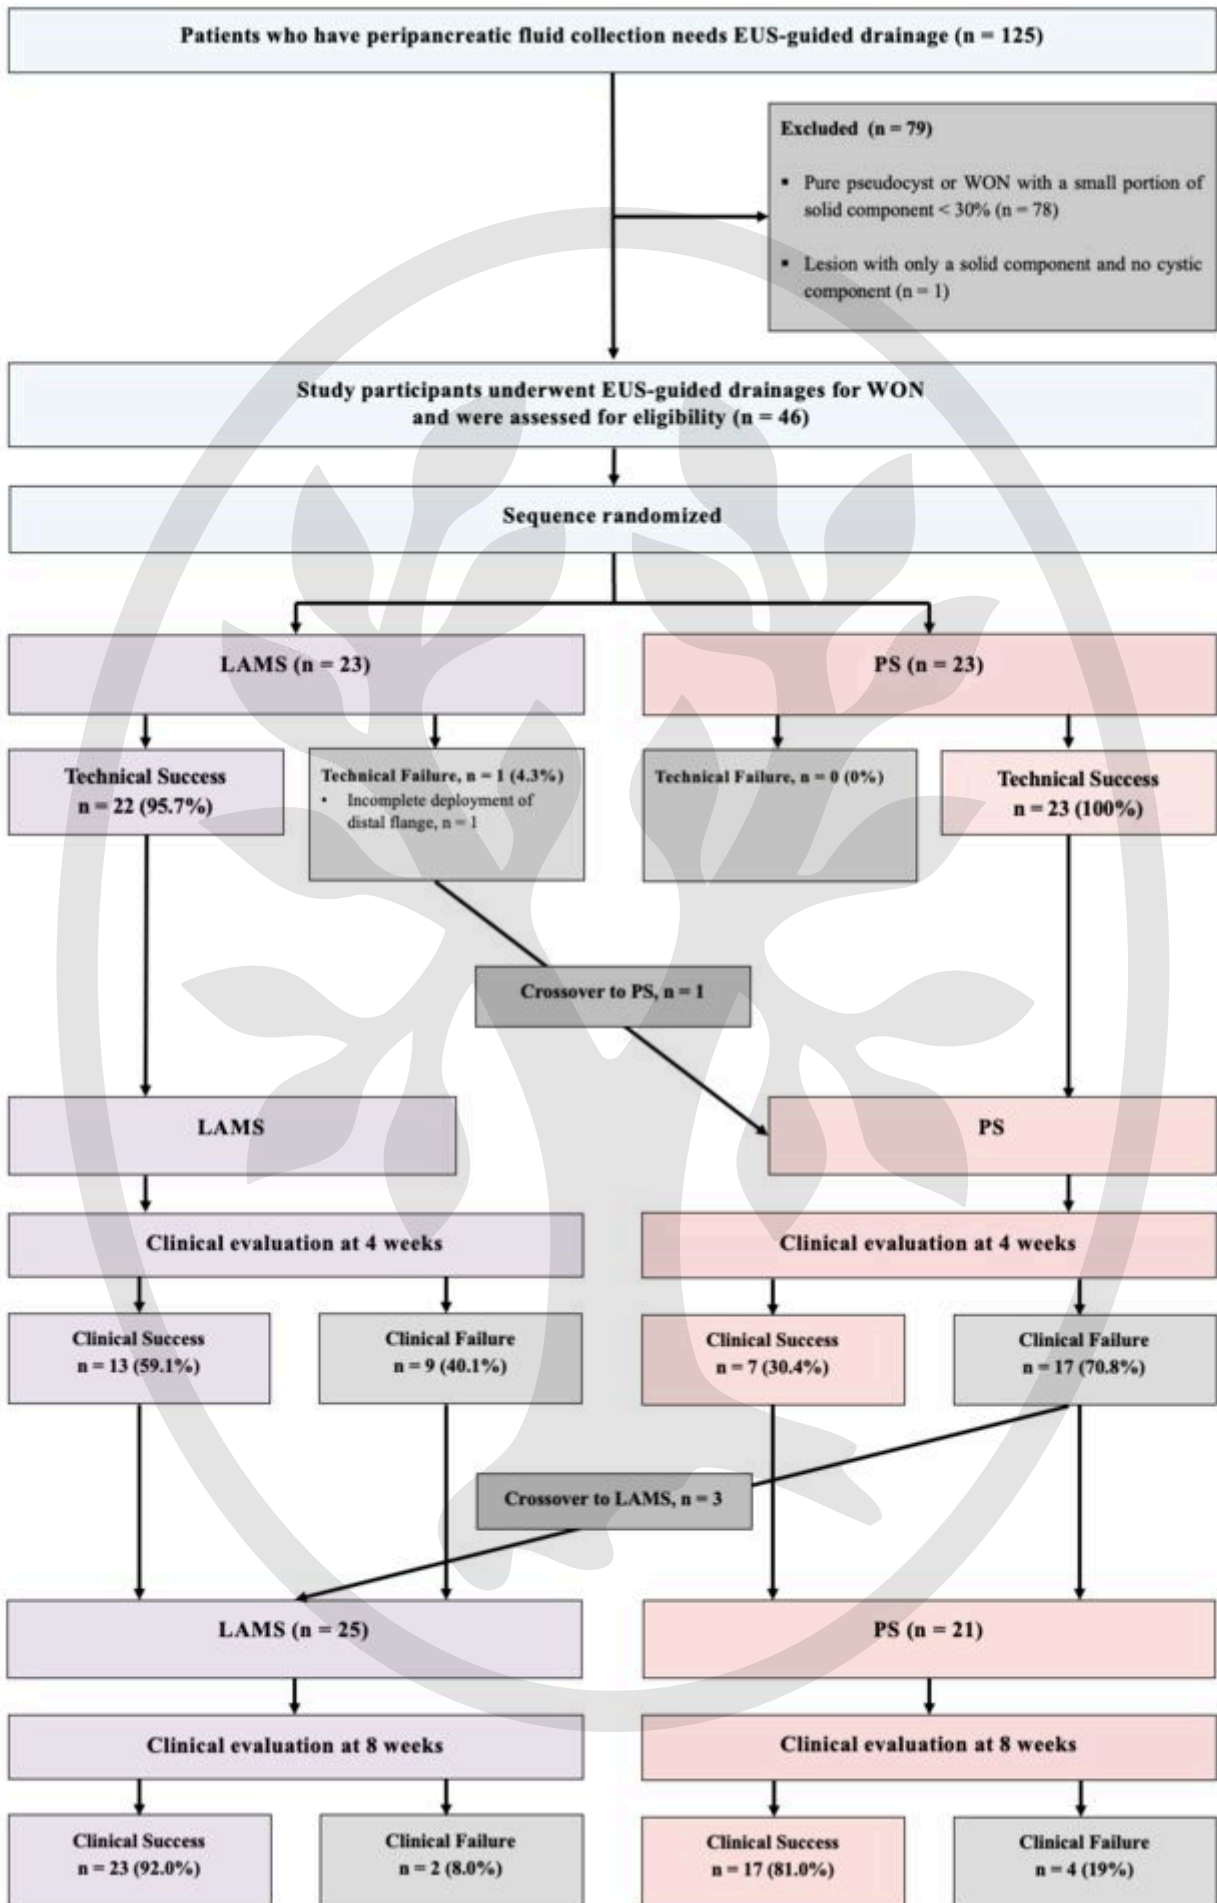 Patients who have peripancreatic fluid collection needs EUS-guided drainage (n = 125)
Excluded (n = 79)
▪ Pure pseudocyst or WON with a small portion of
solid component < 30% (n = 78)
▪ Lesion with only a solid component and no cystic
component (n = 1)
Study participants underwent EUS-guided drainages for WON
and were assessed for eligibility (n = 46)
Sequence randomized
LAMS (n = 23)
PS (n = 23)
Technical Success
n = 22 (95.7%)
Technical Failure, n = 1 (4.3%)
• Incomplete deployment of
distal flange, n = 1
Technical Failure, n = 0 (0%)
Technical Success
n = 23 (100%)
Crossover to PS, n = 1
LAMS
PS
Clinical evaluation at 4 weeks
Clinical evaluation at 4 weeks
Clinical Success
n = 13 (59.1%)
Clinical Failure
n = 9 (40.1%)
Clinical Success
n = 7 (30.4%)
Clinical Failure
n = 17 (70.8%)
Crossover to LAMS, n = 3
LAMS (n = 25)
PS (n = 21)
Clinical evaluation at 8 weeks
Clinical evaluation at 8 weeks
Clinical Success
n = 23 (92.0%)
Clinical Failure
n = 2 (8.0%)
Clinical Success
n = 17 (81.0%)
Clinical Failure
n = 4 (19%)